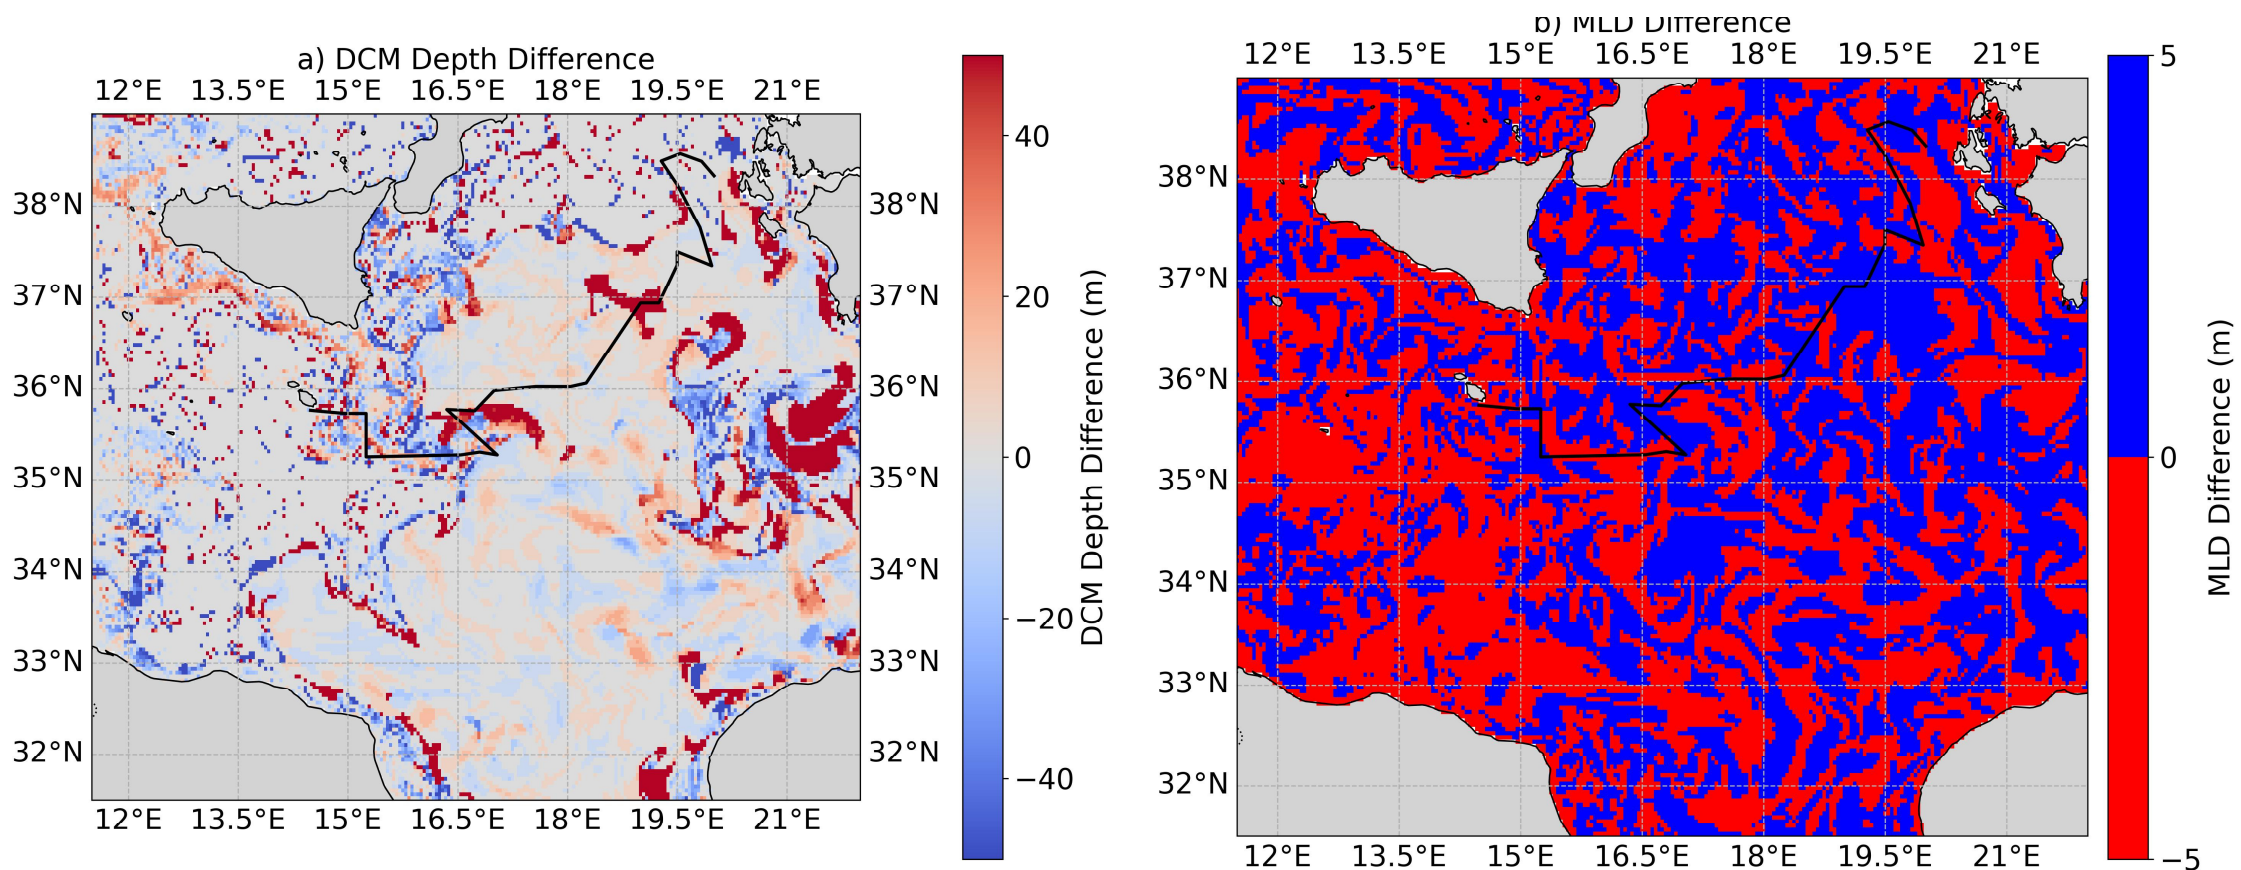 a) DCM Depth Difference
12°E 13.5°E 15°E 16.5°E 18°E 19.5°E 21°E
38°N 38°N
37°N 37°N
36°N 36°N
35°N 35°N
34°N 34°N
33°N 33°N
32°N 32°N
12°E 13.5°E 15°E 16.5°E 18°E 19.5°E 21°E
40
20
0
−20
−40
DCM Depth Difference (m)
b) MLD Difference
12°E 13.5°E 15°E 16.5°E 18°E 19.5°E 21°E
38°N
37°N
36°N
35°N
34°N
33°N
32°N
12°E 13.5°E 15°E 16.5°E 18°E 19.5°E 21°E
5
0
−5
MLD Difference (m)